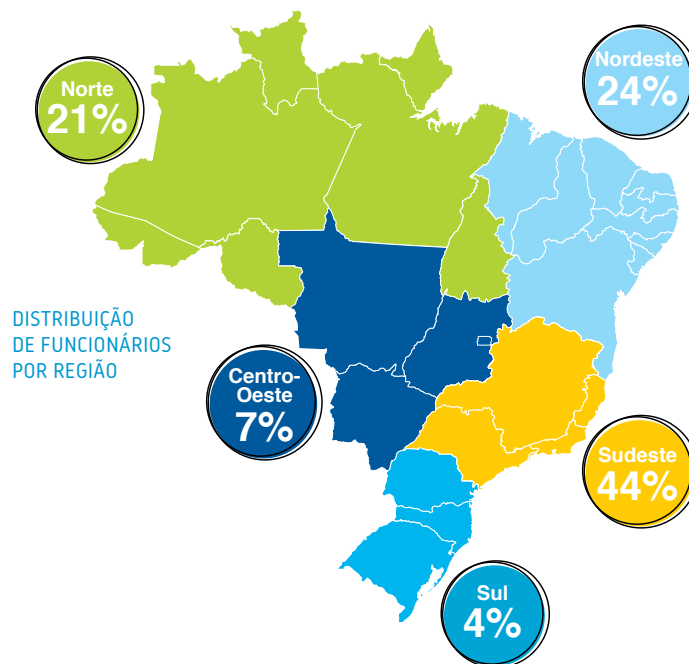 Norte
21%
Nordeste
24%
DISTRIBUIÇÃO
DE FUNCIONÁRIOS
POR REGIÃO
Centro-
Oeste
7%
Sudeste
44%
Sul
4%